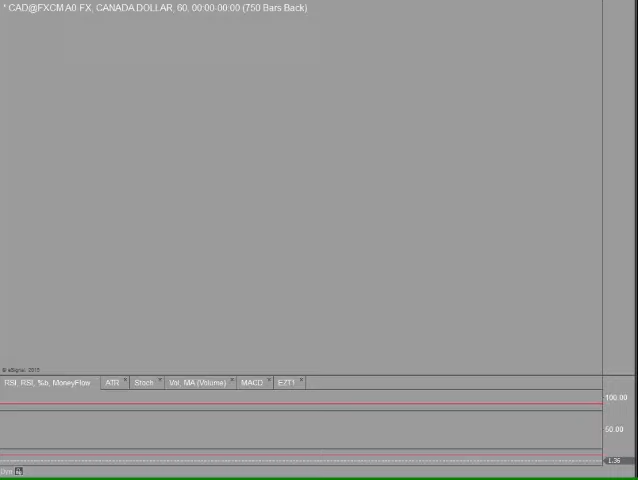 * CAD@FXCM A0-FX, CANADA DOLLAR, 60, 00:00-00:00 (750 Bars Back)
© eSignal, 2013
RSI, RSI, %b, MoneyFlow ATR Stoch Vol, MA (Volume) MACD EZT1
100.00
50.00
1.36
Dyn